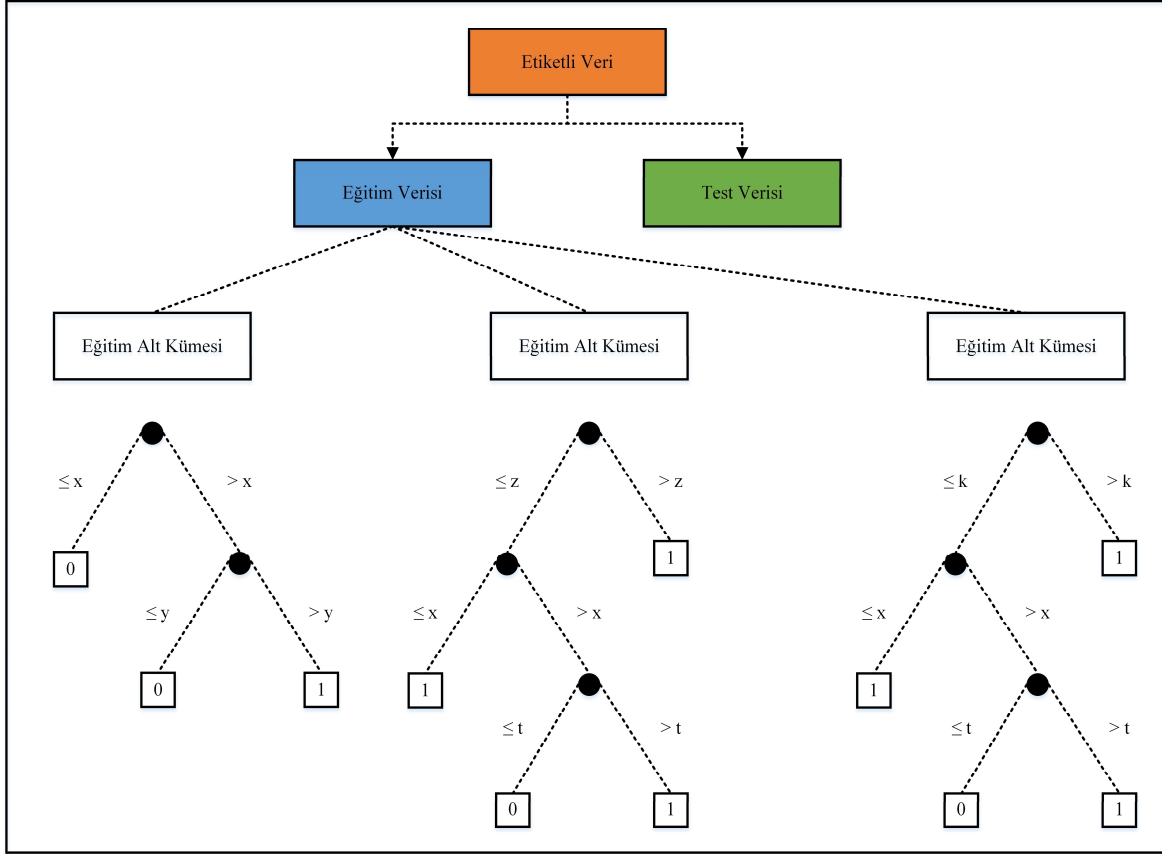 Etiketli Veri
Eğitim Verisi
Test Verisi
Eğitim Alt Kümesi
Eğitim Alt Kümesi
Eğitim Alt Kümesi
≤ x
> x
≤ z
> z
≤ k
> k
0
1
1
≤ y
> y
≤ x
> x
≤ x
> x
0
1
1
1
≤ t
> t
≤ t
> t
0
1
0
1